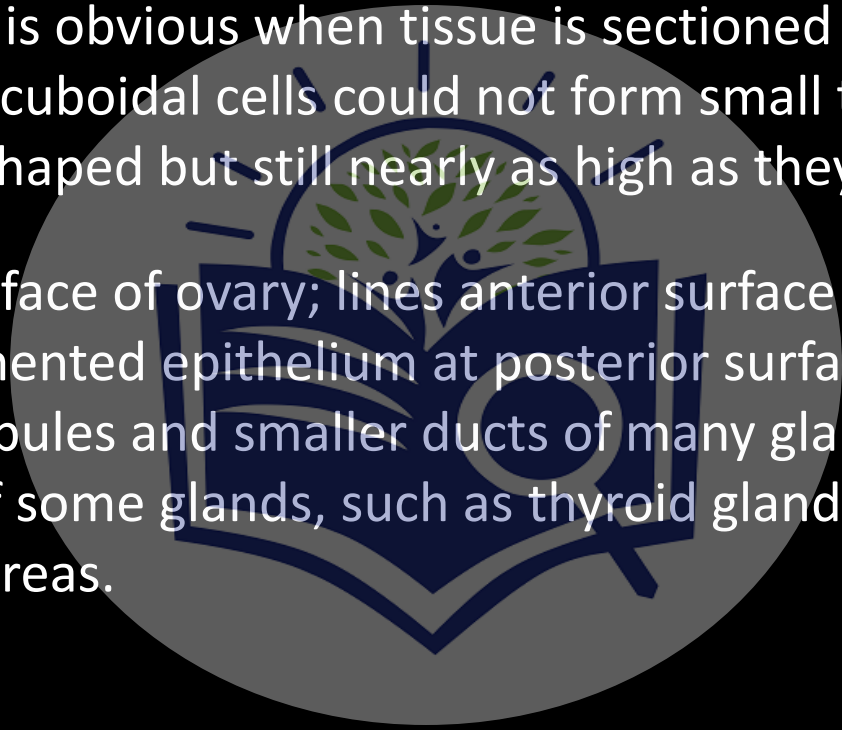 is obvious when tissue is sectioned
cuboidal cells could not form small t
haped but still nearly as high as they
face of ovary; lines anterior surface
ented epithelium at posterior surfa
bules and smaller ducts of many gla
f some glands, such as thyroid gland
reas.